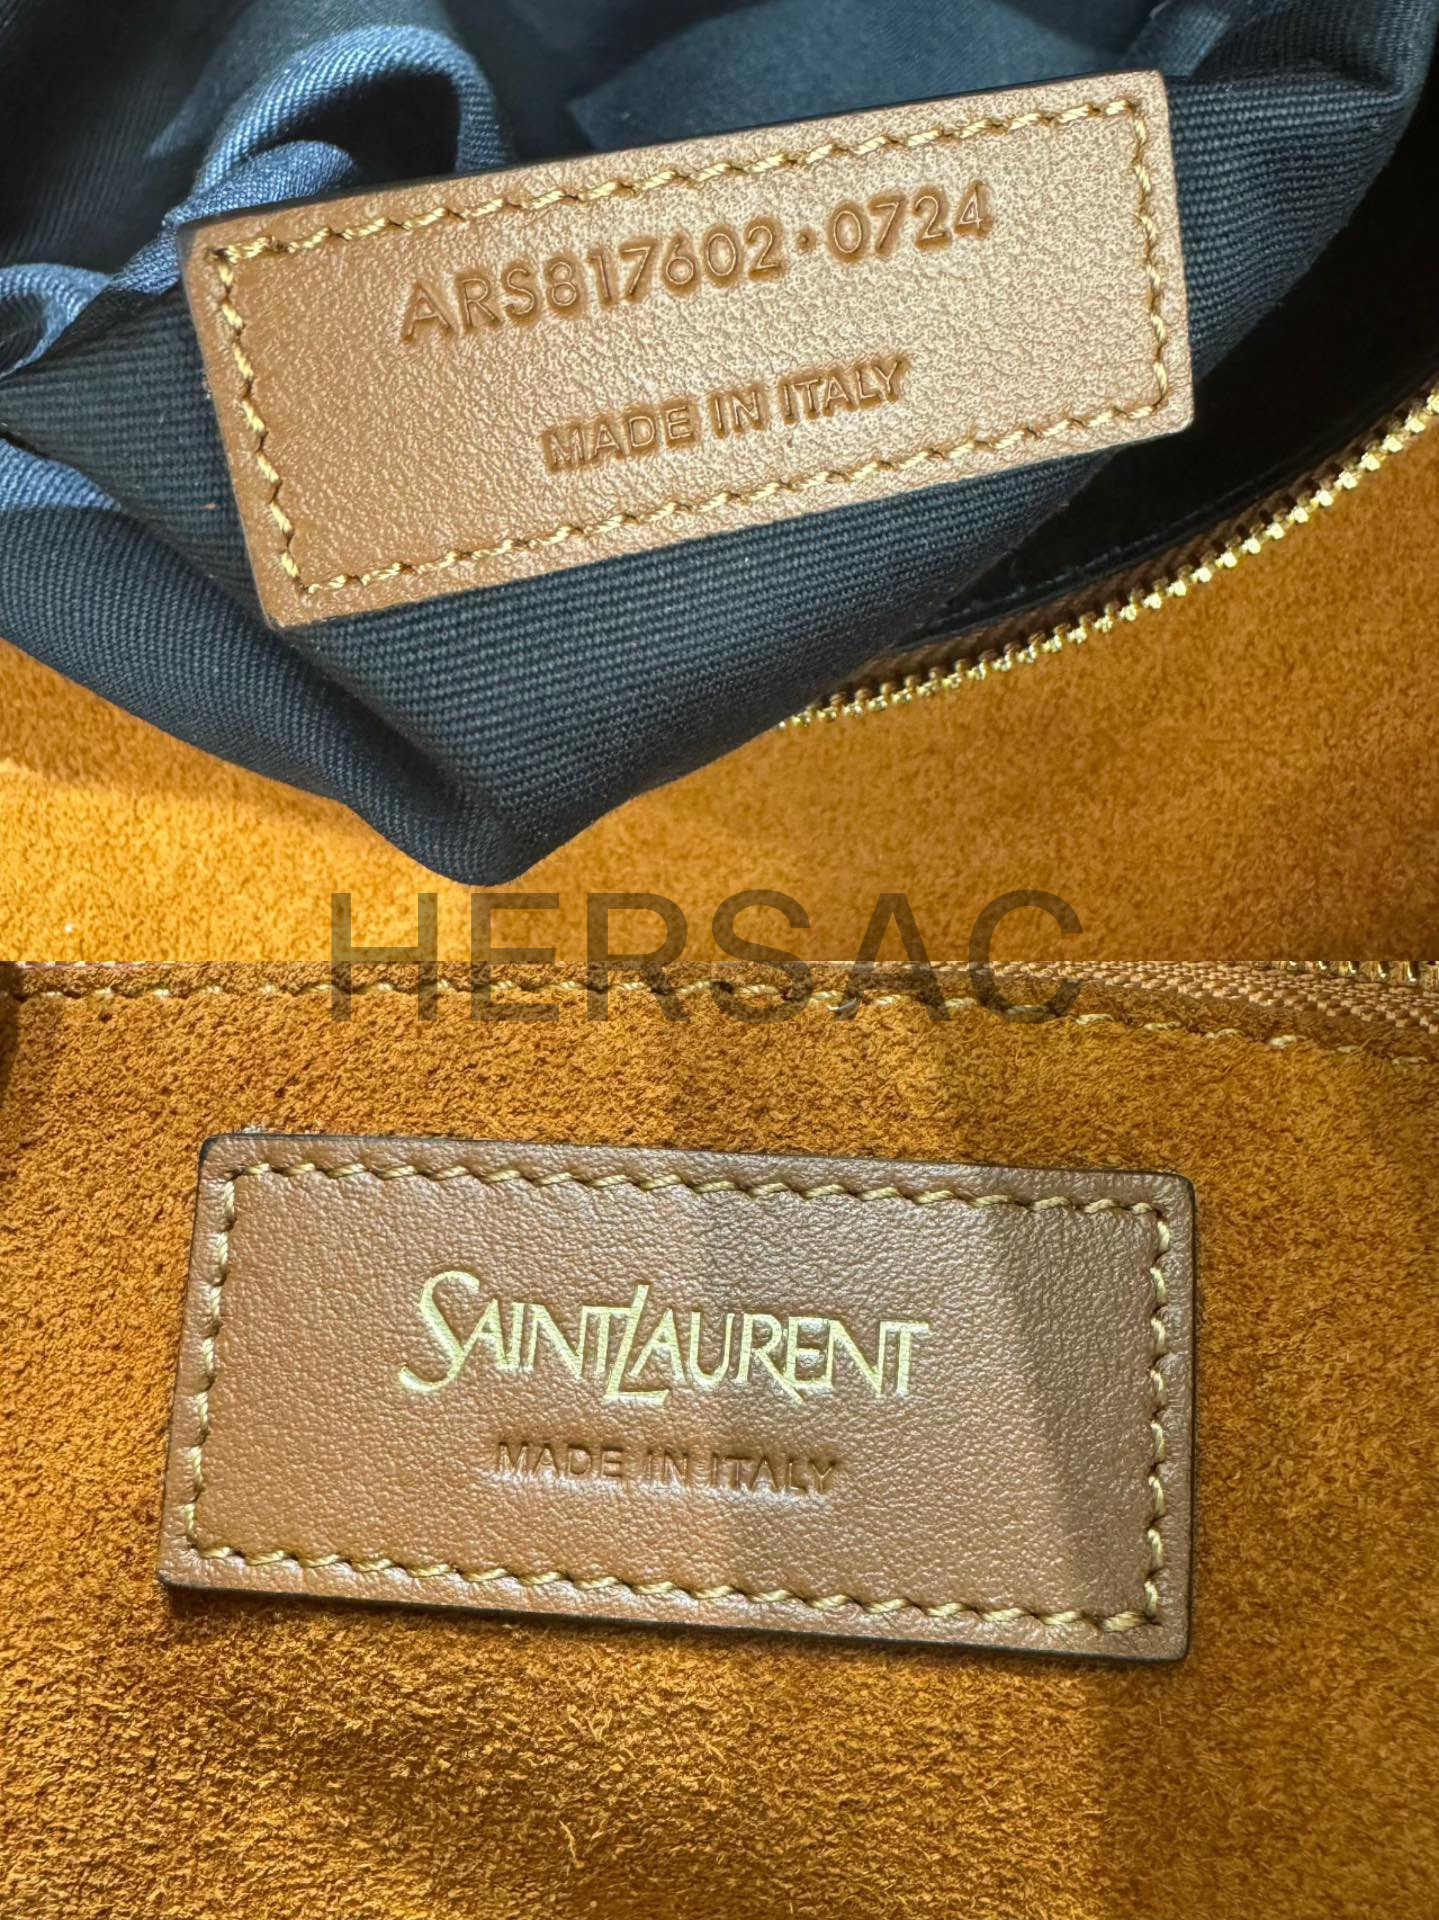 ARS817602·0724
MADE IN ITALY
HERSAC
SAINT LAURENT
MADE IN ITALY